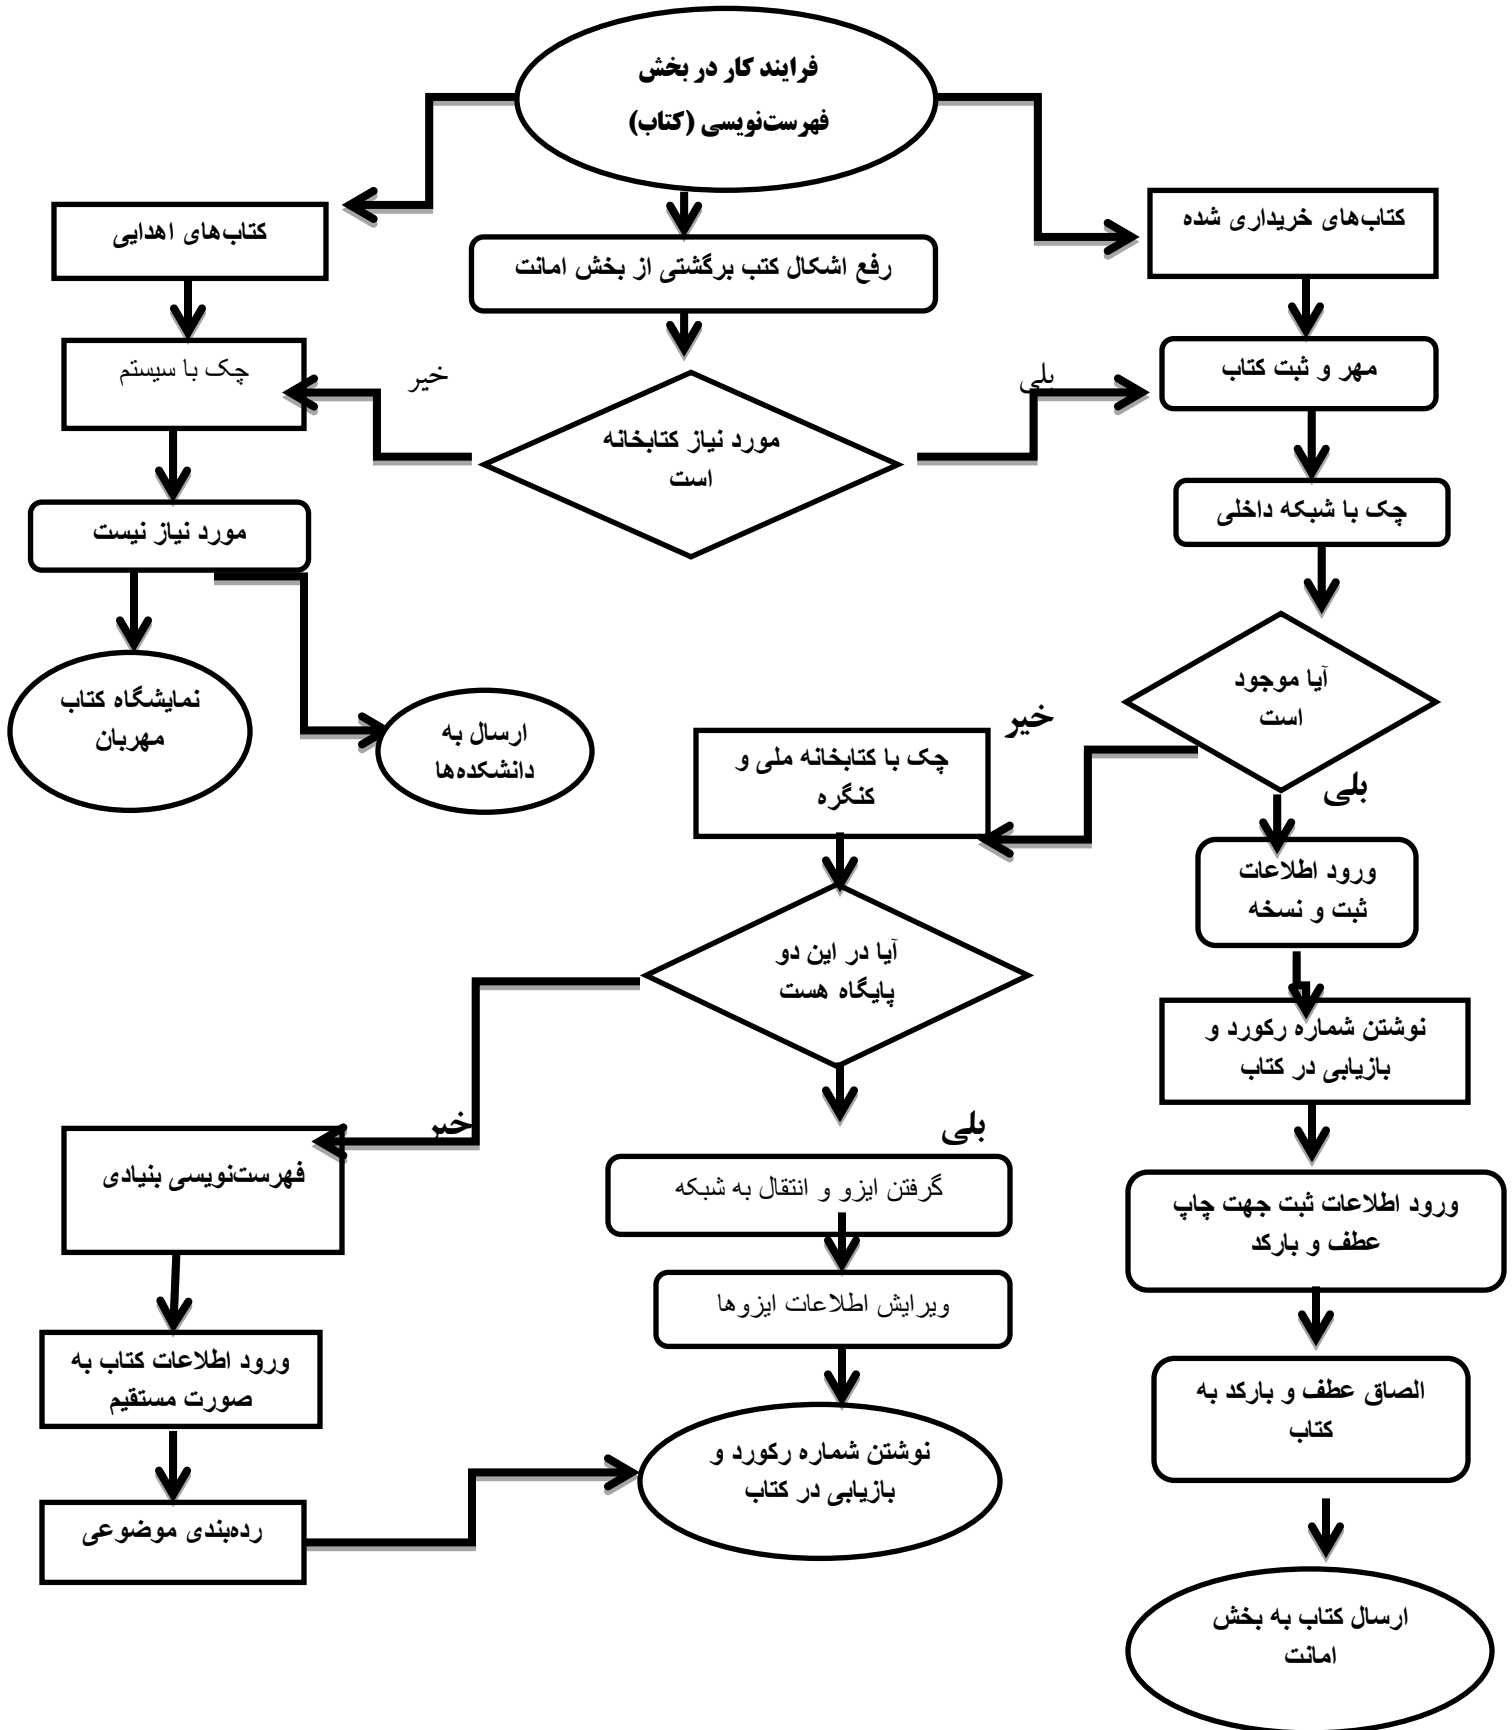 فرایند کار در بخش
فهرست‌نویسی (کتاب)
کتاب‌های خریداری شده
کتاب‌های اهدایی
رفع اشکال کتب برگشتی از بخش امانت
مهر و ثبت کتاب
بلی
خیر
چک با سیستم
مورد نیاز کتابخانه
است
چک با شبکه داخلی
مورد نیاز نیست
آیا موجود
است
نمایشگاه کتاب
مهربان
ارسال به
دانشکده‌ها
خیر
چک با کتابخانه ملی و
کنگره
بلی
ورود اطلاعات
ثبت و نسخه
آیا در این دو
پایگاه هست
نوشتن شماره رکورد و
بازیابی در کتاب
بلی
خیر
فهرست‌نویسی بنیادی
گرفتن ایزو و انتقال به شبکه
ورود اطلاعات ثبت جهت چاپ
عطف و بارکد
ویرایش اطلاعات ایزوها
ورود اطلاعات کتاب به
صورت مستقیم
الصاق عطف و بارکد به
کتاب
نوشتن شماره رکورد و
بازیابی در کتاب
رده‌بندی موضوعی
ارسال کتاب به بخش
امانت